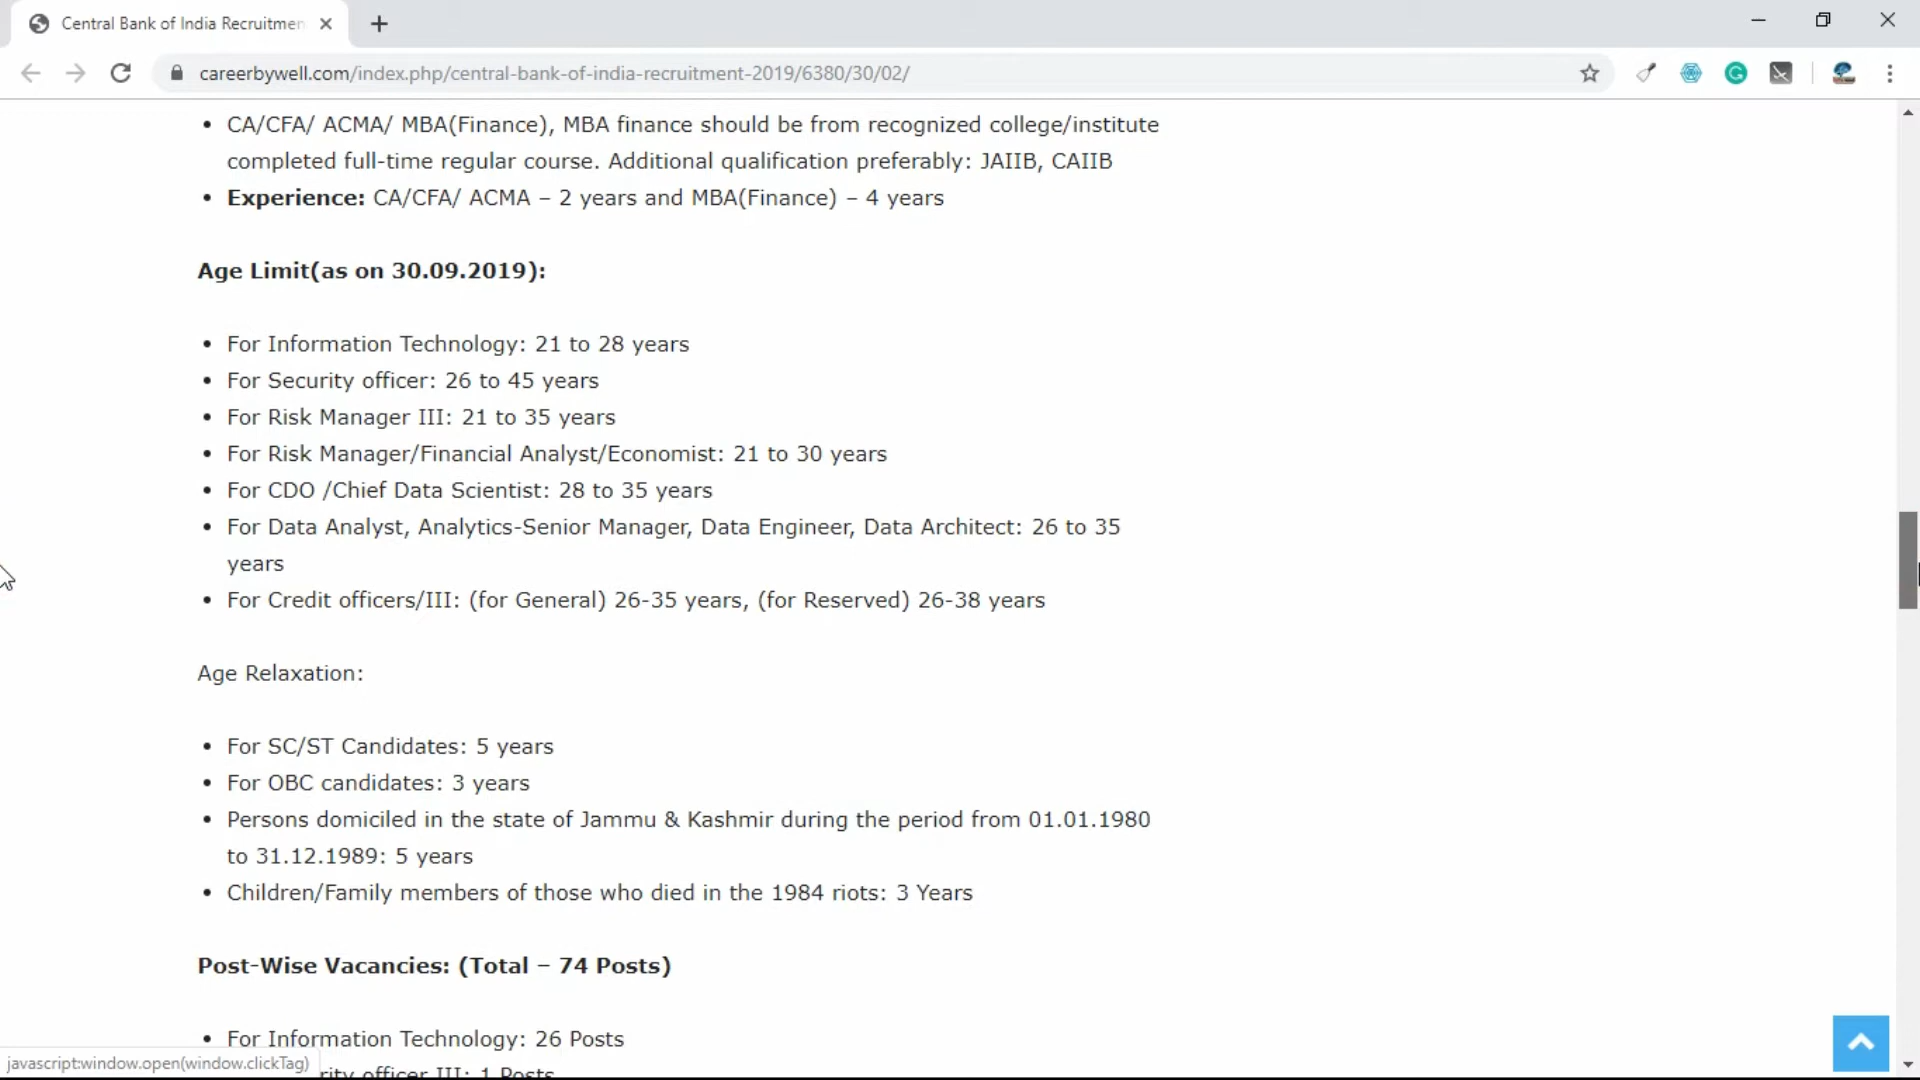 Central Bank of India Recruitmen
careerbywell.com/index.php/central-bank-of-india-recruitment-2019/6380/30/02/
• CA/CFA/ ACMA/ MBA(Finance), MBA finance should be from recognized college/institute
completed full-time regular course. Additional qualification preferably: JAIIB, CAIIB
• Experience: CA/CFA/ ACMA – 2 years and MBA(Finance) – 4 years
Age Limit(as on 30.09.2019):
• For Information Technology: 21 to 28 years
• For Security officer: 26 to 45 years
• For Risk Manager III: 21 to 35 years
• For Risk Manager/Financial Analyst/Economist: 21 to 30 years
• For CDO /Chief Data Scientist: 28 to 35 years
• For Data Analyst, Analytics-Senior Manager, Data Engineer, Data Architect: 26 to 35
years
• For Credit officers/III: (for General) 26-35 years, (for Reserved) 26-38 years
Age Relaxation:
• For SC/ST Candidates: 5 years
• For OBC candidates: 3 years
• Persons domiciled in the state of Jammu & Kashmir during the period from 01.01.1980
to 31.12.1989: 5 years
• Children/Family members of those who died in the 1984 riots: 3 Years
Post-Wise Vacancies: (Total – 74 Posts)
• For Information Technology: 26 Posts
javascript:window.open(window.clickTag)
rity officer III: 1 Posts